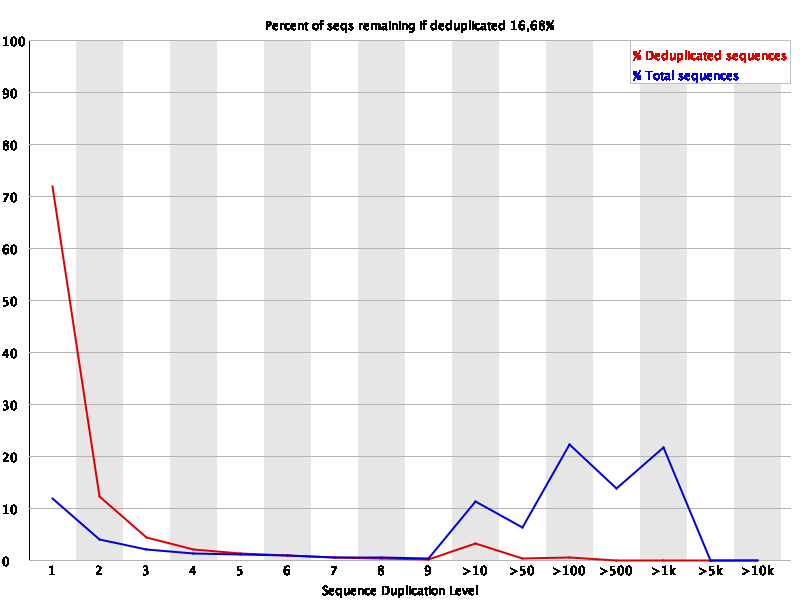 Percent of seqs remaining if deduplicated 16,68%
% Deduplicated sequences
% Total sequences
100
90
80
70
60
50
40
30
20
10
0
1 2 3 4 5 6 7 8 9 >10 >50 >100 >500 >1k >5k >10k
Sequence Duplication Level